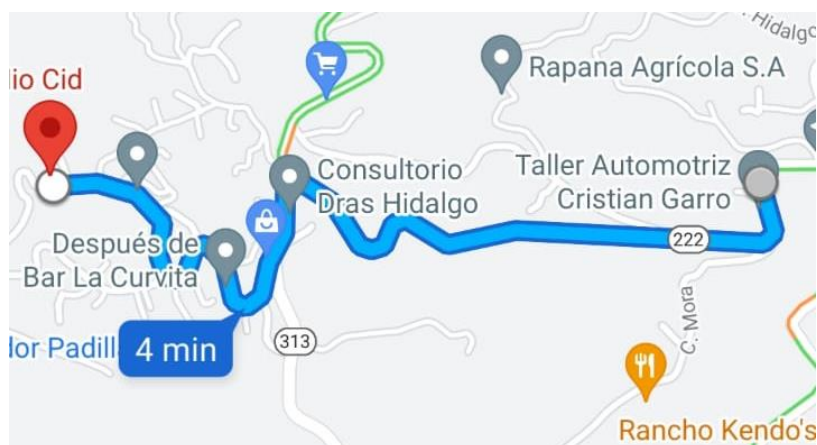 . Hidalgo
lio Cid
Rapana Agrícola S.A
Consultorio
Dras Hidalgo
Taller Automotriz
Cristian Garro
Después de
Bar La Curvita
222
C. Mora
313
dor Padill
4 min
Rancho Kendo's